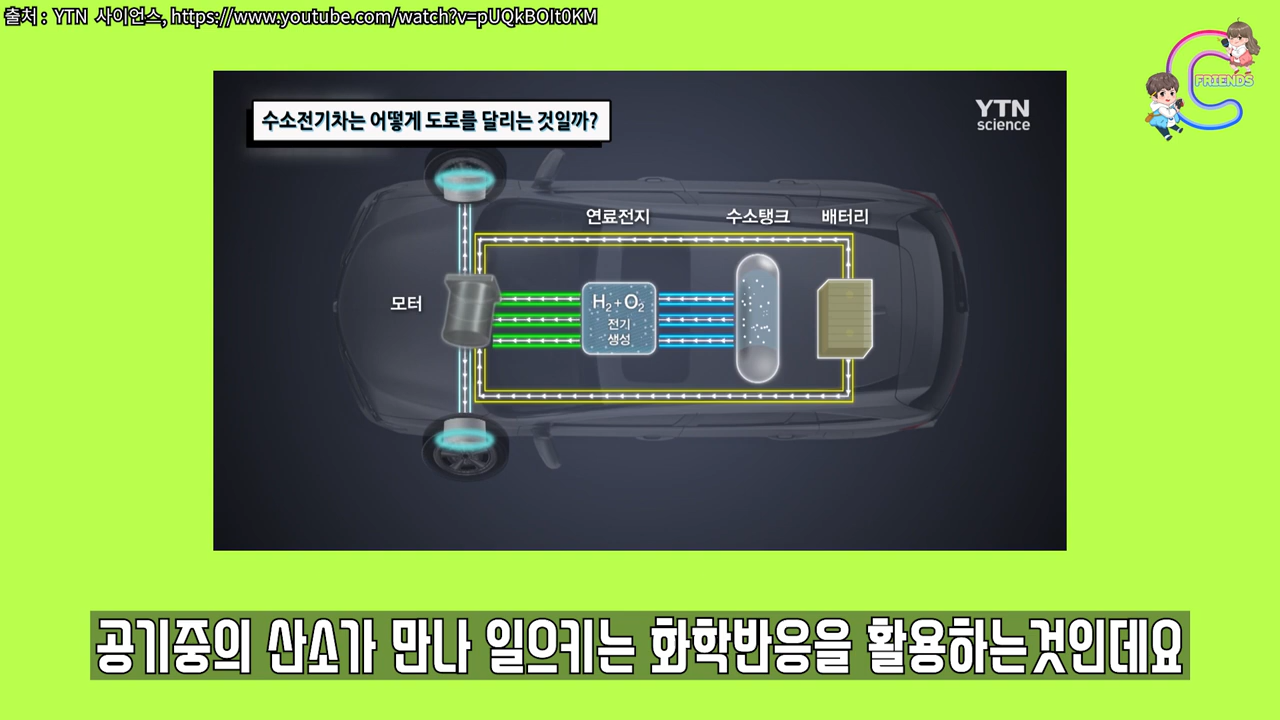 출처 : YTN 사이언스, https://www.youtube.com/watch?v=pUQkBOIt0KM
FRIENDS
수소전기차는 어떻게 도로를 달리는 것일까?
YTN
science
연료전지
수소탱크
배터리
모터
H₂+O₂
전기
생성
공기중의 산소가 만나 일으키는 화학반응을 활용하는것인데요